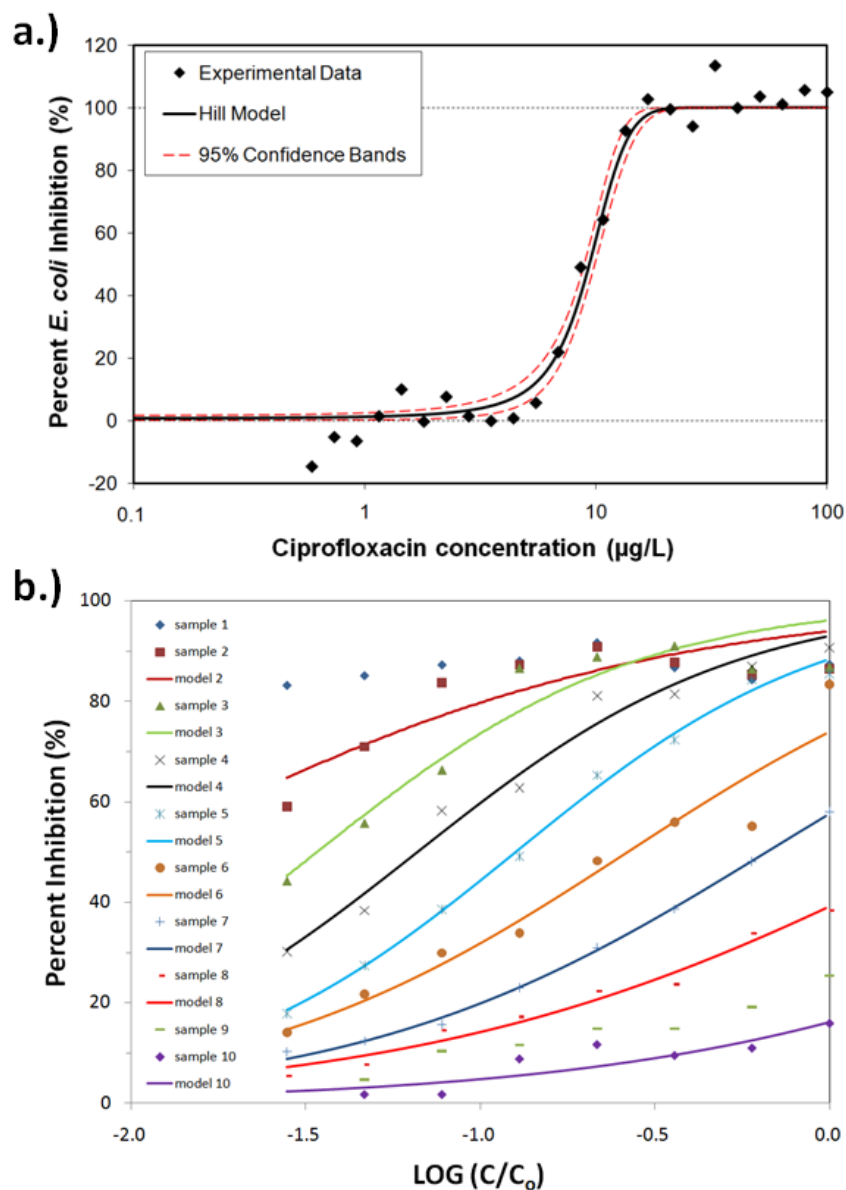 a.)
120
100
80
60
40
20
0
-20
Percent E. coli Inhibition (%)
Experimental Data
Hill Model
95% Confidence Bands
0.1
1
10
100
Ciprofloxacin concentration (µg/L)
b.)
100
80
60
40
20
0
Percent Inhibition (%)
sample 1
sample 2
model 2
sample 3
model 3
sample 4
model 4
sample 5
model 5
sample 6
model 6
sample 7
model 7
sample 8
model 8
sample 9
sample 10
model 10
-2.0
-1.5
-1.0
-0.5
0.0
LOG (C/Co)